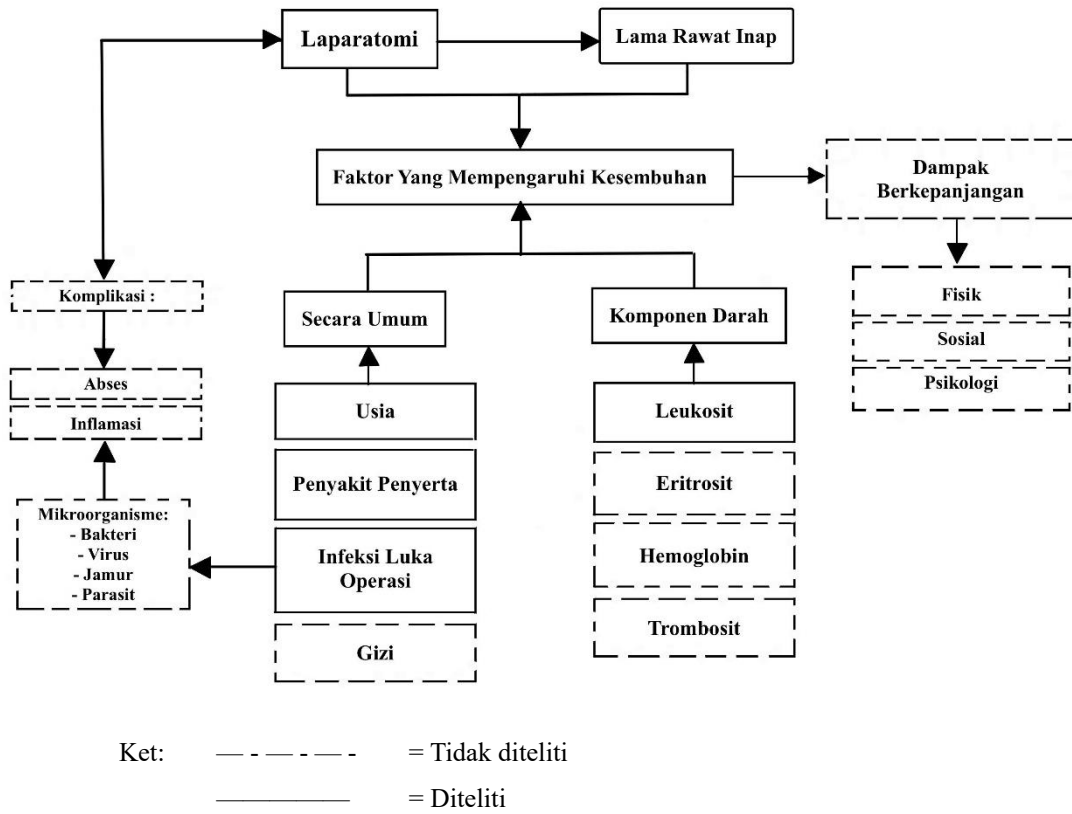 Laparatomi
Lama Rawat Inap
Faktor Yang Mempengaruhi Kesembuhan
Dampak
Berkepanjangan
Komplikasi :
Secara Umum
Komponen Darah
Fisik
Sosial
Psikologi
Abses
Inflamasi
Usia
Leukosit
Penyakit Penyerta
Eritrosit
Mikroorganisme:
- Bakteri
- Virus
- Jamur
- Parasit
Infeksi Luka
Operasi
Hemoglobin
Gizi
Trombosit
Ket: — - — - — - = Tidak diteliti
————— = Diteliti